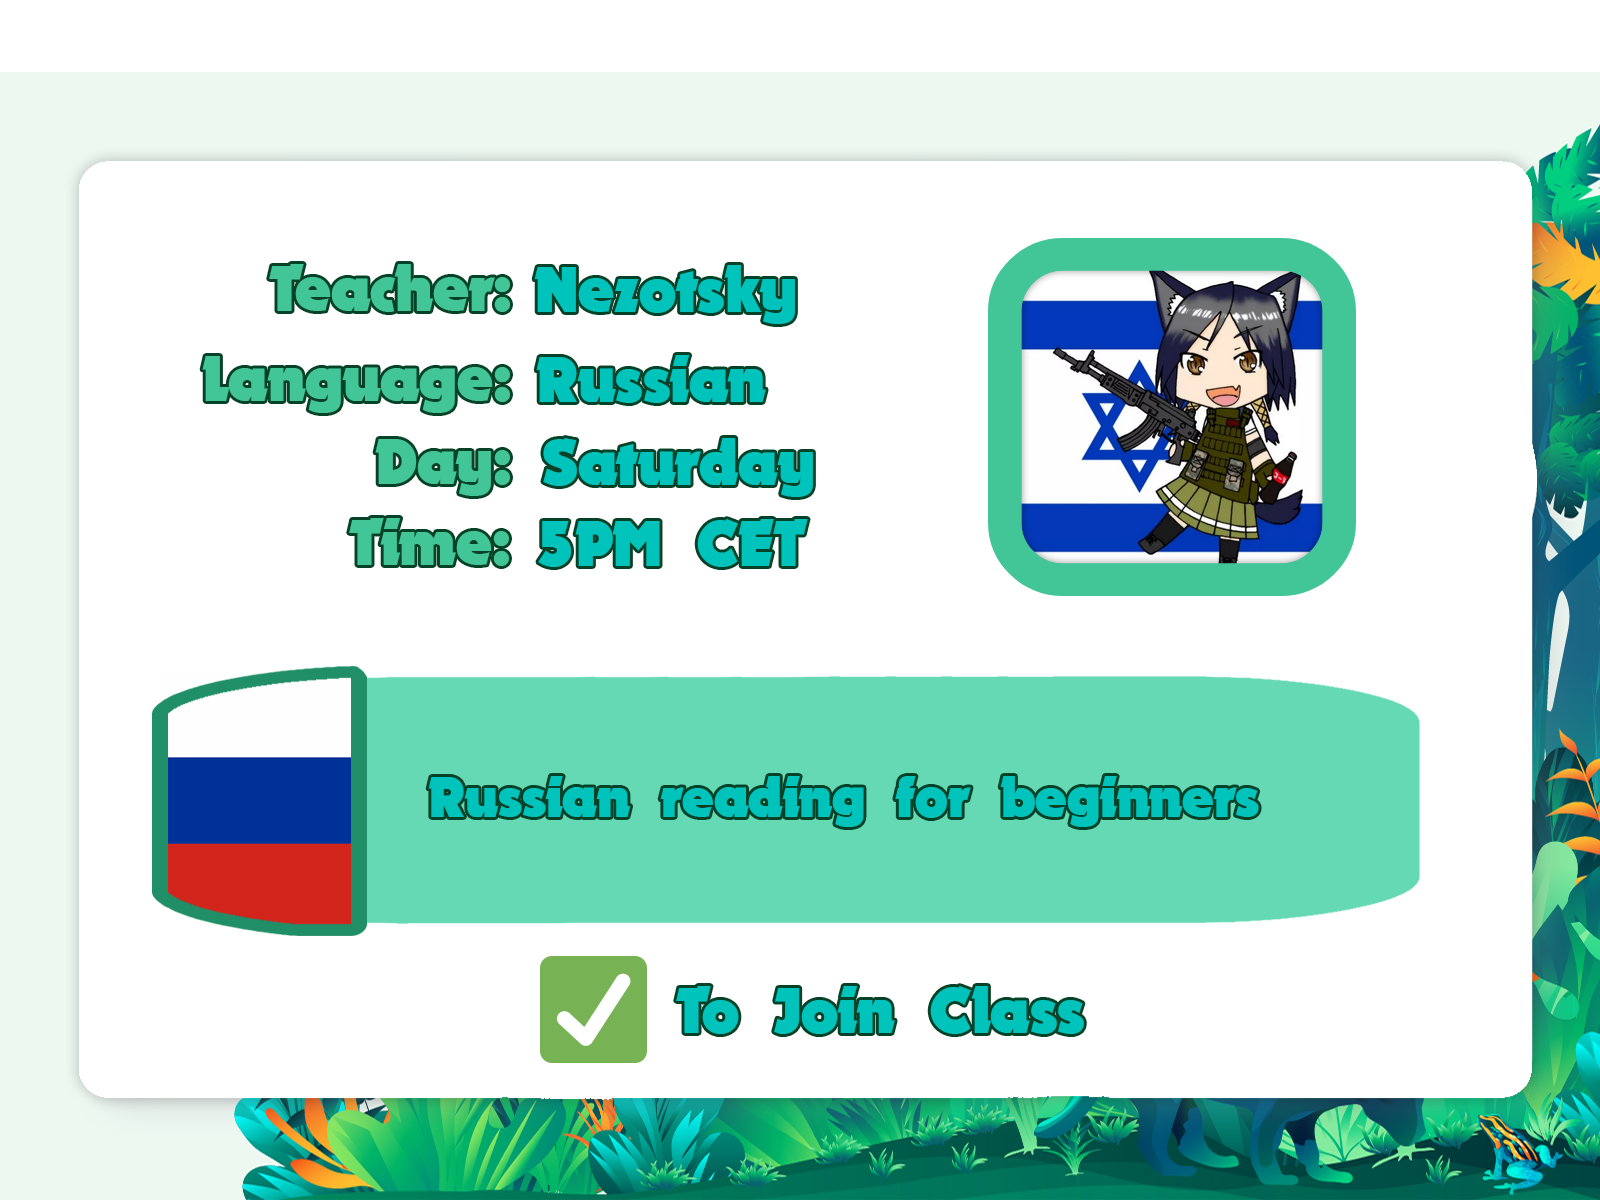 Teacher: Nezotsky
Language: Russian
Day: Saturday
Time: 5PM CET
Russian reading for beginners
To Join Class